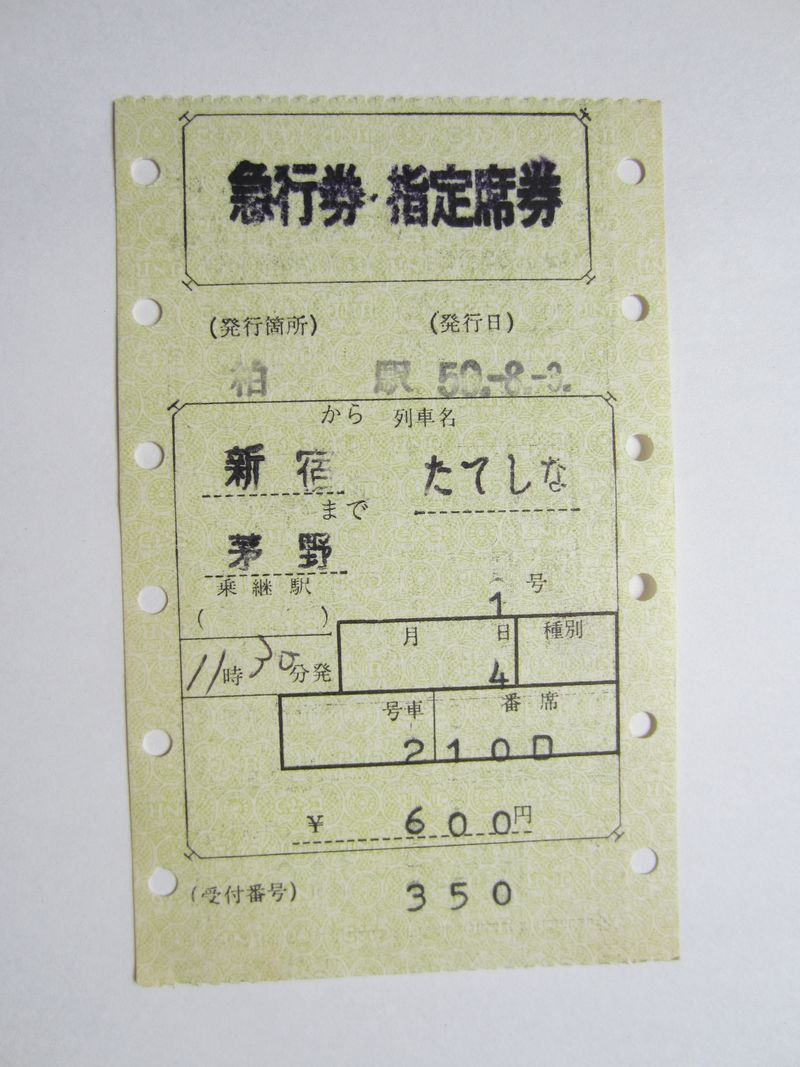 急行券・指定席券
(発行箇所) (発行日)
柏 駅 50.-8.-3.
から 列車名
新宿 たてしな
まで
茅野
乗継駅 1号
( )
月 日 種別
11時30分発 4
号車 番席
2 10D
¥ 600円
(受付番号) 350